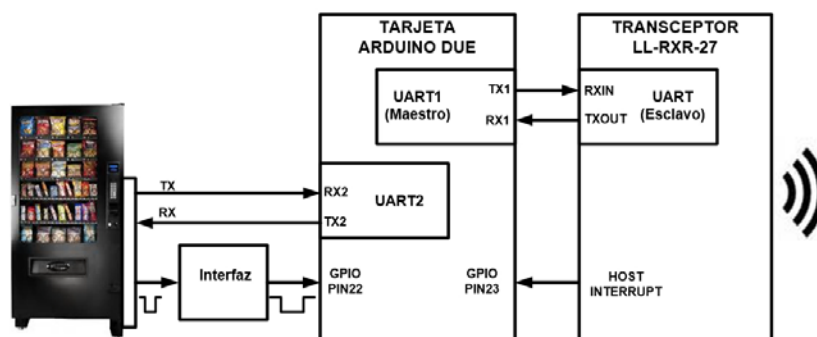 TARJETA
ARDUINO DUE
TRANSCEPTOR
LL-RXR-27
UART1
(Maestro)
TX1
RX1
RXIN
TXOUT
UART
(Esclavo)
TX
RX
RX2
TX2
UART2
Interfaz
GPIO
PIN22
GPIO
PIN23
HOST
INTERRUPT